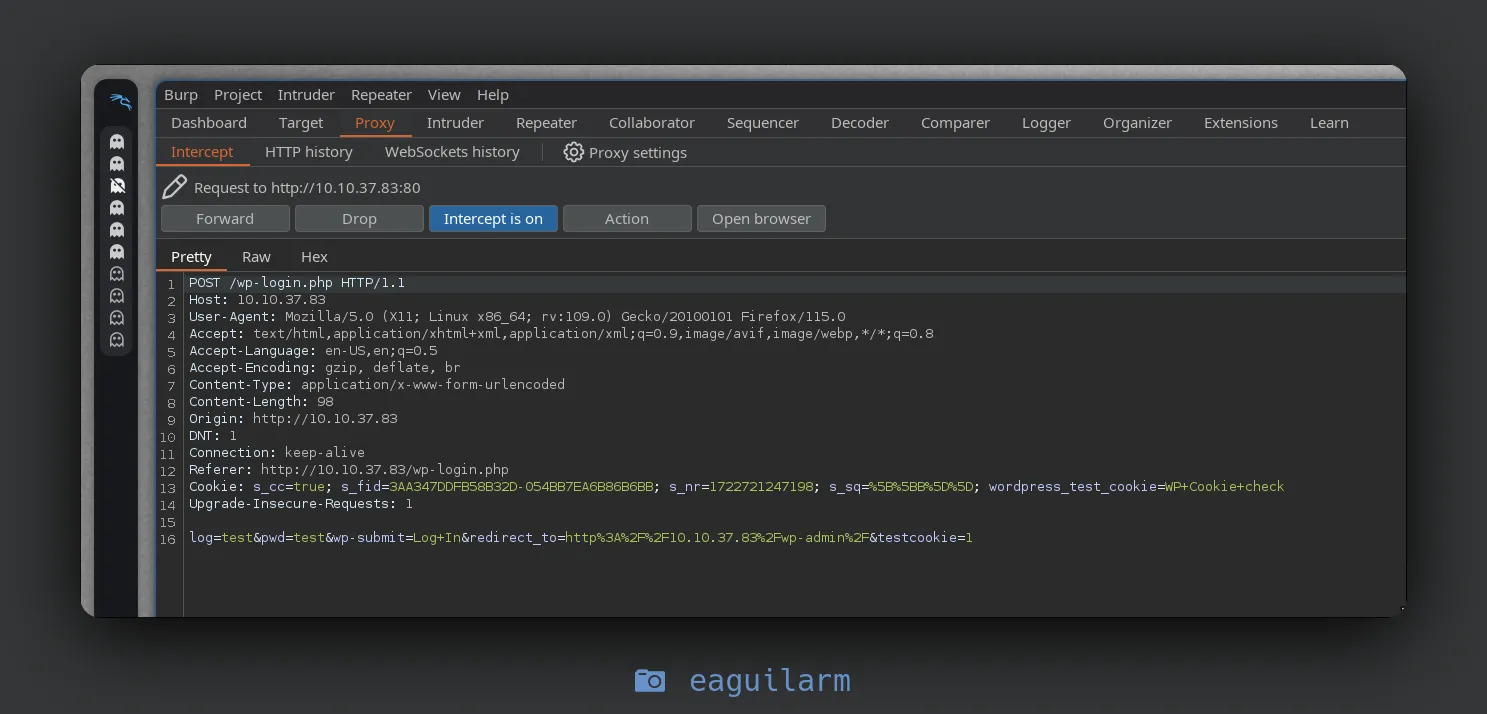 Burp Project Intruder Repeater View Help
Dashboard Target Proxy Intruder Repeater Collaborator Sequencer Decoder Comparer Logger Organizer Extensions Learn
Intercept HTTP history WebSockets history Proxy settings
Request to http://10.10.37.83:80
Forward Drop Intercept is on Action Open browser
Pretty Raw Hex
1 POST /wp-login.php HTTP/1.1
2 Host: 10.10.37.83
3 User-Agent: Mozilla/5.0 (X11; Linux x86_64; rv:109.0) Gecko/20100101 Firefox/115.0
4 Accept: text/html,application/xhtml+xml,application/xml;q=0.9,image/avif,image/webp,*/*;q=0.8
5 Accept-Language: en-US,en;q=0.5
6 Accept-Encoding: gzip, deflate, br
7 Content-Type: application/x-www-form-urlencoded
8 Content-Length: 98
9 Origin: http://10.10.37.83
10 DNT: 1
11 Connection: keep-alive
12 Referer: http://10.10.37.83/wp-login.php
13 Cookie: s_cc=true; s_fid=3AA347DDFB58B32D-054BB7EA6B86B6BB; s_nr=1722721247198; s_sq=%5B%5BB%5D%5D; wordpress_test_cookie=WP+Cookie+check
14 Upgrade-Insecure-Requests: 1
15
16 log=test&pwd=test&wp-submit=Log+In&redirect_to=http%3A%2F%2F10.10.37.83%2Fwp-admin%2F&testcookie=1
eaguilarm